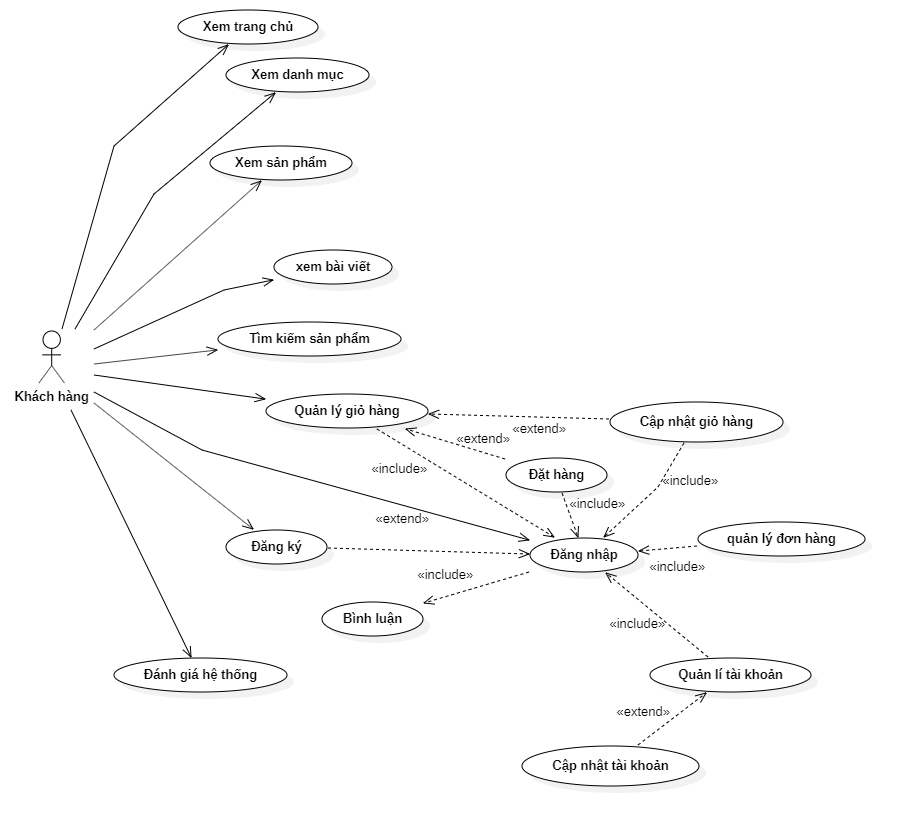 Xem trang chủ
Xem danh mục
Xem sản phẩm
xem bài viết
Tìm kiếm sản phẩm
Khách hàng
Quản lý giỏ hàng
Cập nhật giỏ hàng
«extend»
«extend»
«include»
Đặt hàng
«include»
«include»
«extend»
Đăng ký
Đăng nhập
quản lý đơn hàng
«include»
«include»
Bình luận
«include»
Đánh giá hệ thống
Quản lí tài khoản
«extend»
Cập nhật tài khoản